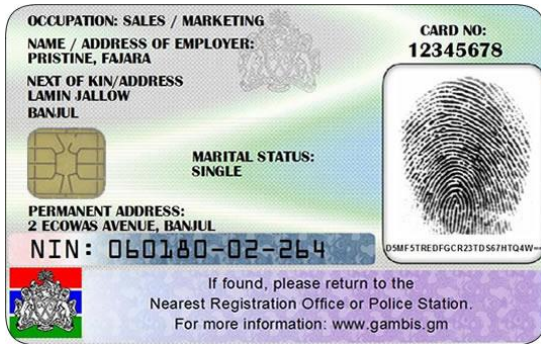 OCCUPATION: SALES / MARKETING
NAME / ADDRESS OF EMPLOYER:
PRISTINE, FAJARA
NEXT OF KIN/ADDRESS
LAMIN JALLOW
BANJUL
CARD NO:
12345678
MARITAL STATUS:
SINGLE
PERMANENT ADDRESS:
2 ECOWAS AVENUE, BANJUL
NIN: 060180-02-264
D5MF5TREDFGCR23TDS67HTQ4W==
If found, please return to the
Nearest Registration Office or Police Station.
For more information: www.gambis.gm